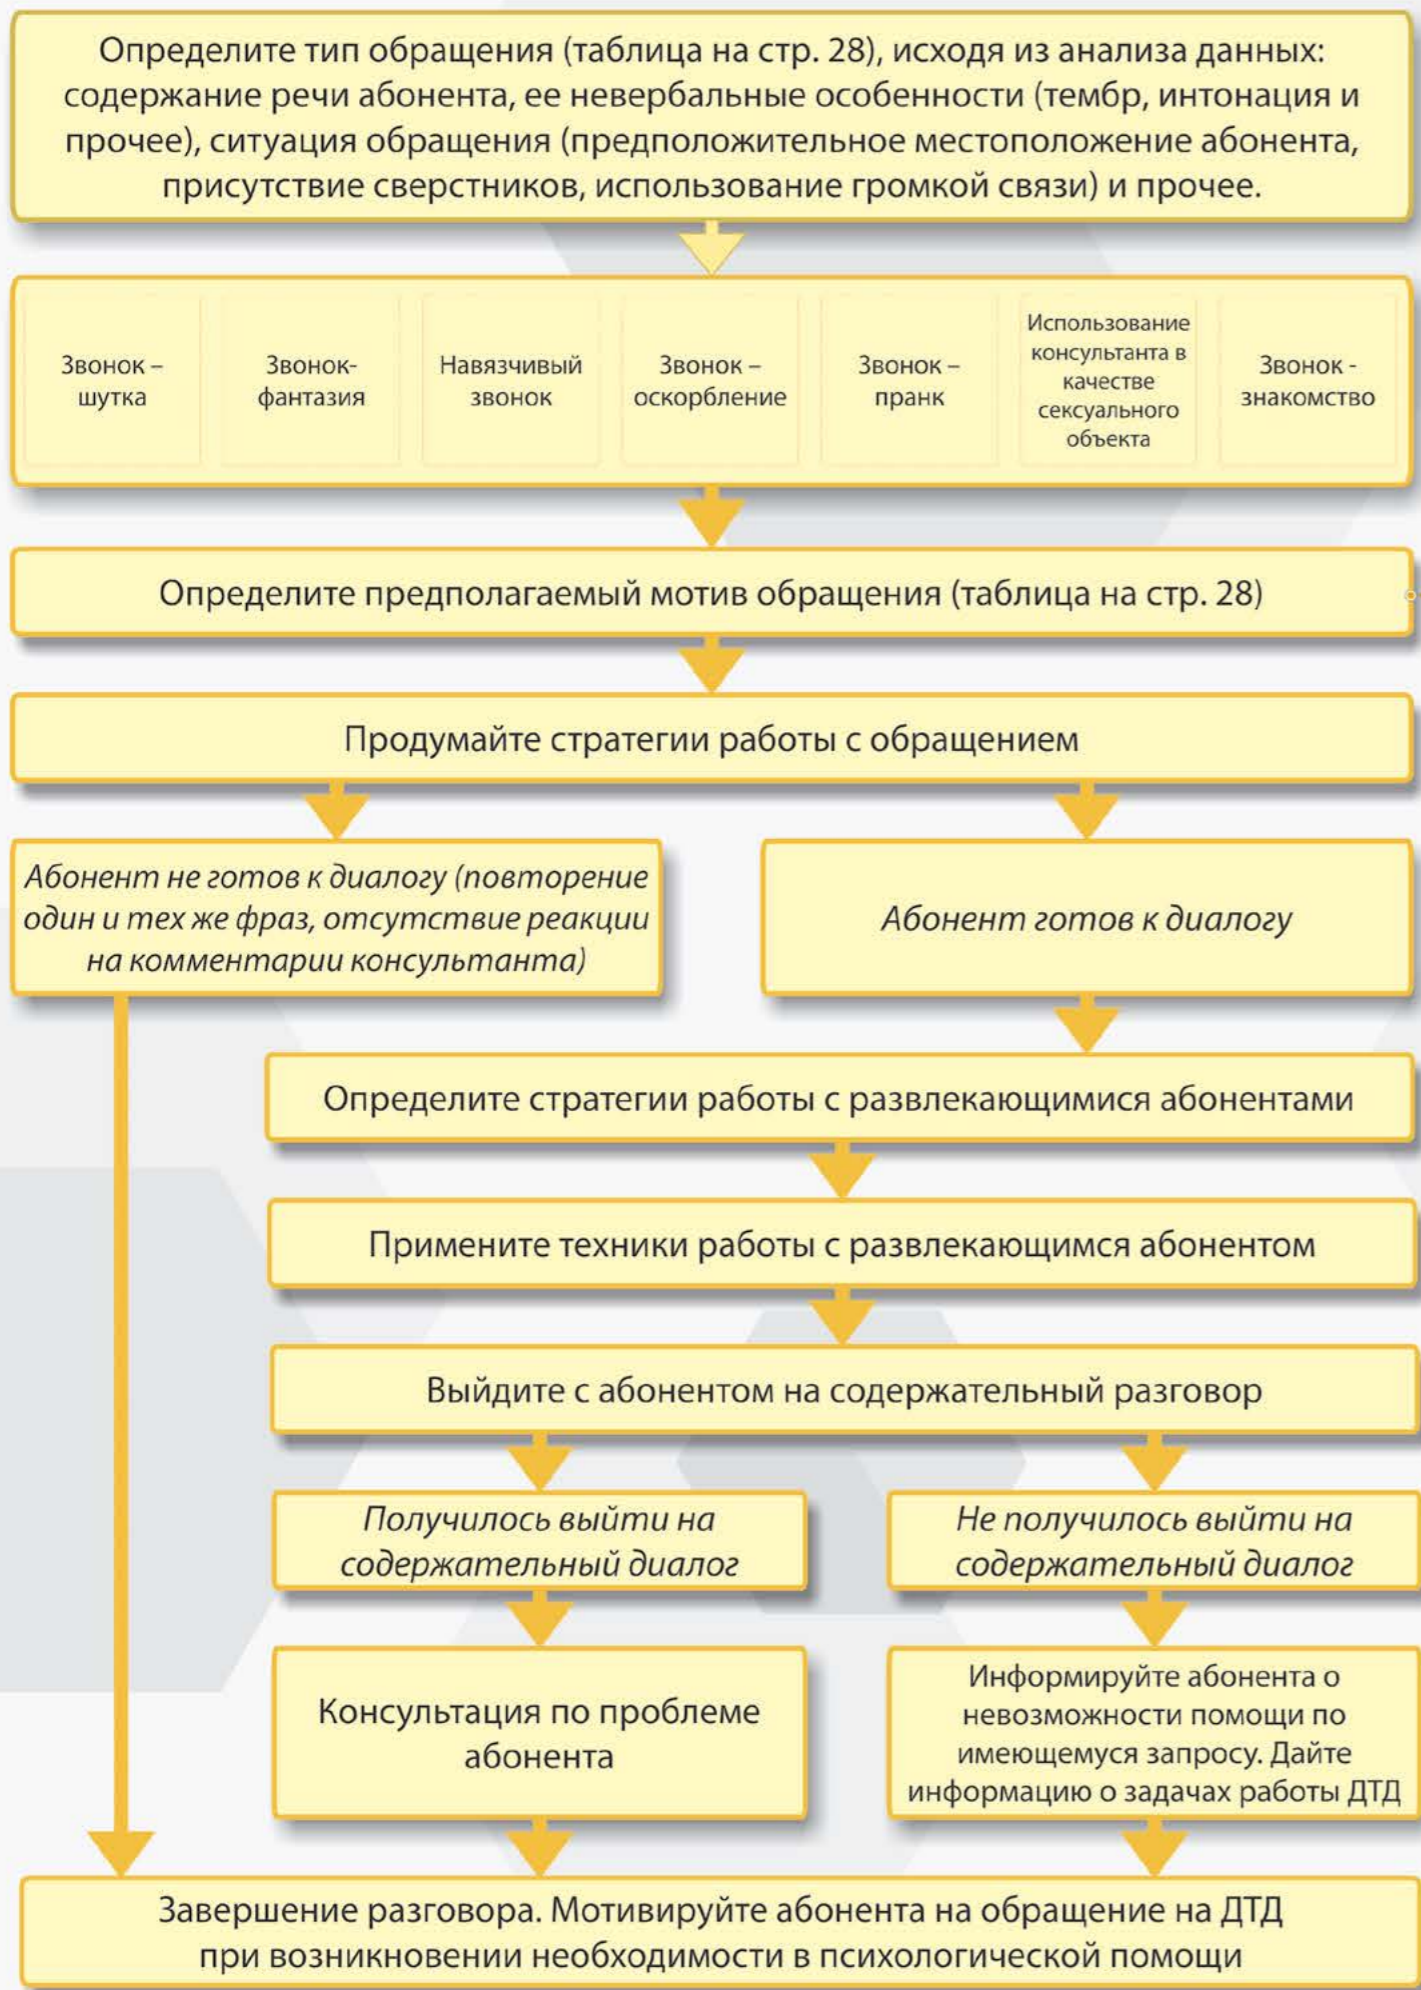 Определите тип обращения (таблица на стр. 28), исходя из анализа данных:
содержание речи абонента, ее невербальные особенности (тембр, интонация и
прочее), ситуация обращения (предположительное местоположение абонента,
присутствие сверстников, использование громкой связи) и прочее.
Звонок –
шутка
Звонок-
фантазия
Навязчивый
звонок
Звонок –
оскорбление
Звонок –
пранк
Использование
консультанта в
качестве
сексуального
объекта
Звонок -
знакомство
Определите предполагаемый мотив обращения (таблица на стр. 28)
Продумайте стратегии работы с обращением
Абонент не готов к диалогу (повторение
один и тех же фраз, отсутствие реакции
на комментарии консультанта)
Абонент готов к диалогу
Определите стратегии работы с развлекающимися абонентами
Примените техники работы с развлекающимся абонентом
Выйдите с абонентом на содержательный разговор
Получилось выйти на
содержательный диалог
Не получилось выйти на
содержательный диалог
Консультация по проблеме
абонента
Информируйте абонента о
невозможности помощи по
имеющемуся запросу. Дайте
информацию о задачах работы ДТД
Завершение разговора. Мотивируйте абонента на обращение на ДТД
при возникновении необходимости в психологической помощи